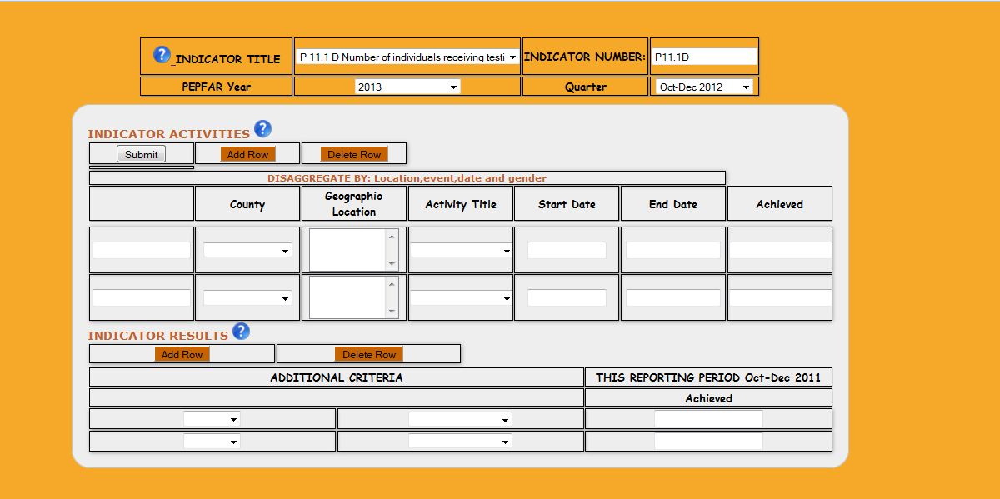 ? INDICATOR TITLE P 11.1 D Number of individuals receiving testi INDICATOR NUMBER: P11.1D
PEPFAR Year 2013 Quarter Oct-Dec 2012
INDICATOR ACTIVITIES ?
Submit Add Row Delete Row
DISAGGREGATE BY: Location,event,date and gender
County Geographic Location Activity Title Start Date End Date Achieved
INDICATOR RESULTS ?
Add Row Delete Row
ADDITIONAL CRITERIA THIS REPORTING PERIOD Oct-Dec 2011
Achieved